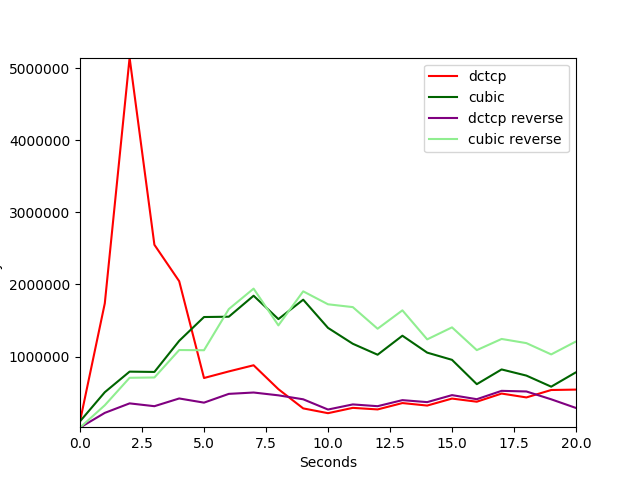 5000000
4000000
3000000
2000000
1000000
dctcp
cubic
dctcp reverse
cubic reverse
0.0 2.5 5.0 7.5 10.0 12.5 15.0 17.5 20.0
Seconds